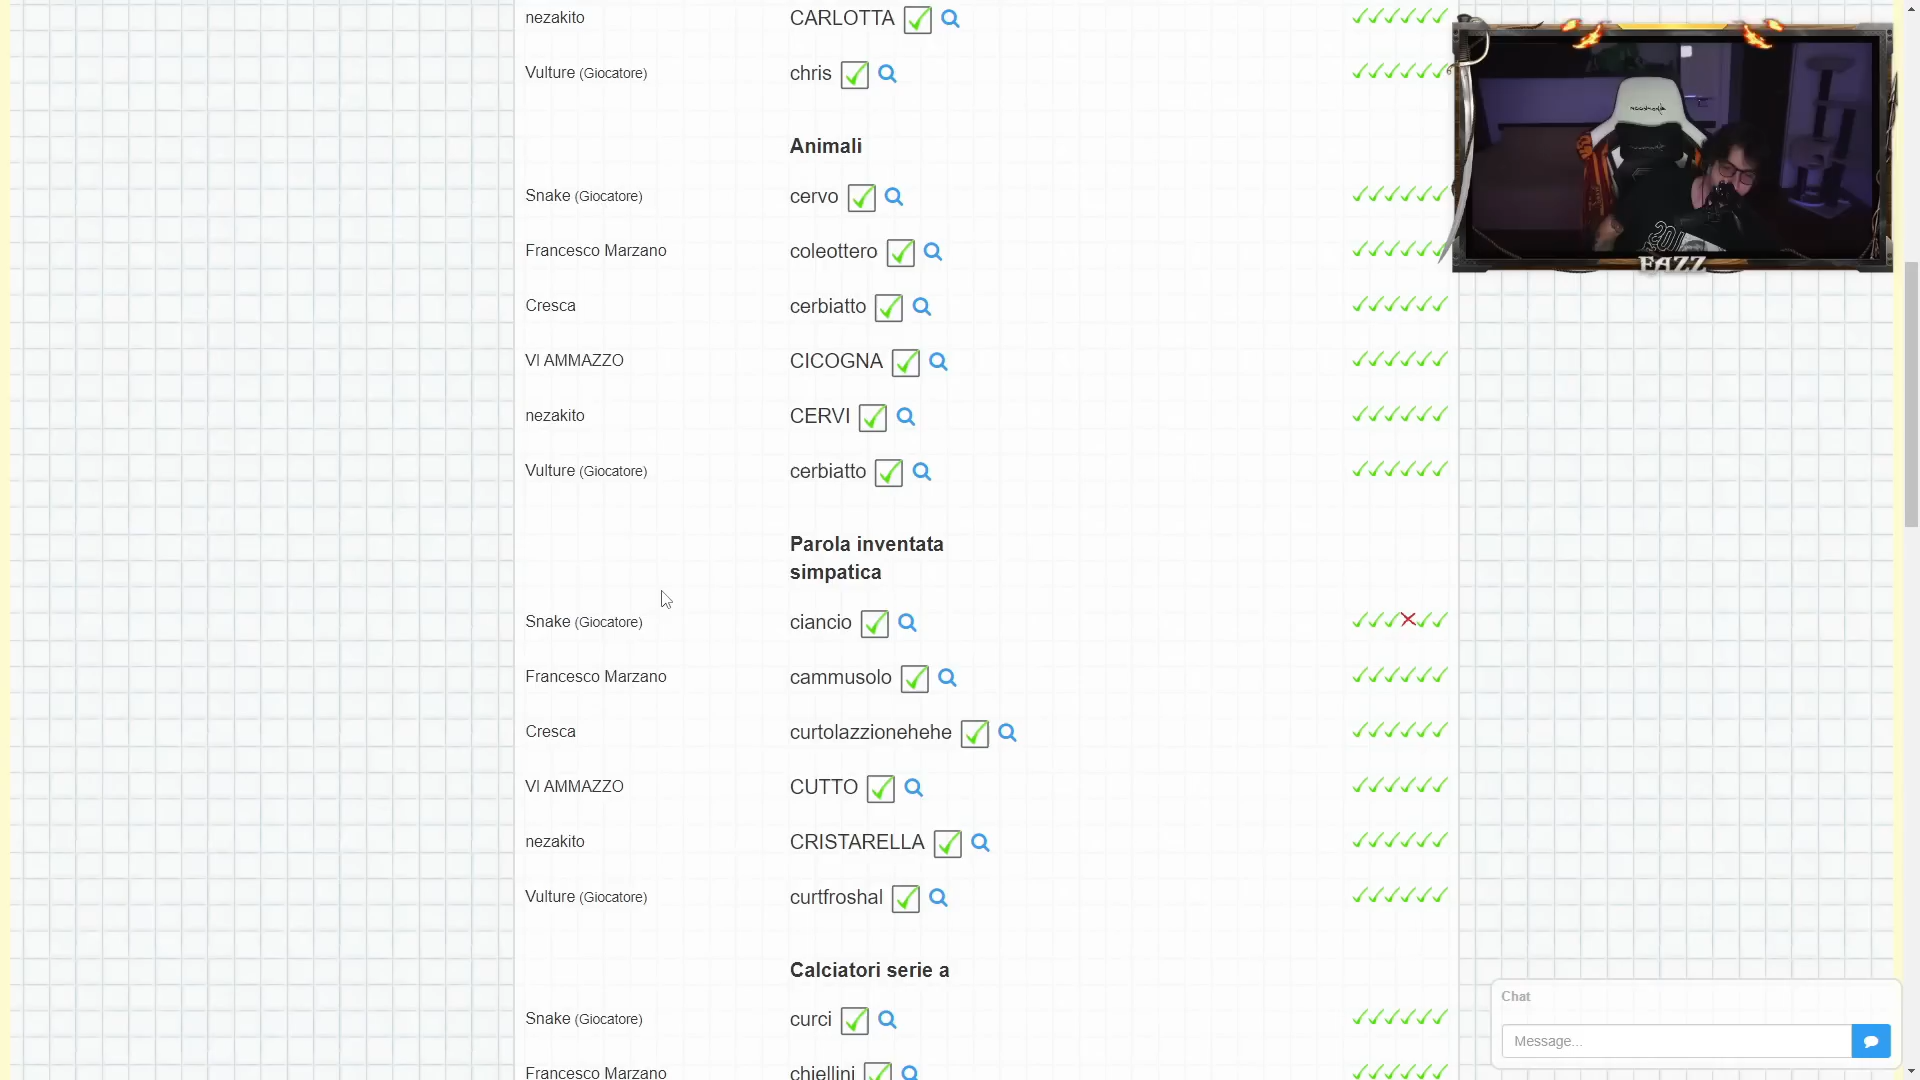 nezakito CARLOTTA
Vulture (Giocatore) chris
Animali
Snake (Giocatore) cervo
Francesco Marzano coleottero
Cresca cerbiatto
VI AMMAZZO CICOGNA
nezakito CERVI
Vulture (Giocatore) cerbiatto
Parola inventata
simpatica
Snake (Giocatore) ciancio
Francesco Marzano cammusolo
Cresca curtolazzionehehe
VI AMMAZZO CUTTO
nezakito CRISTARELLA
Vulture (Giocatore) curtfroshal
Calciatori serie a
Snake (Giocatore) curci
Francesco Marzano chiellini
FAZZ
Chat
Message...